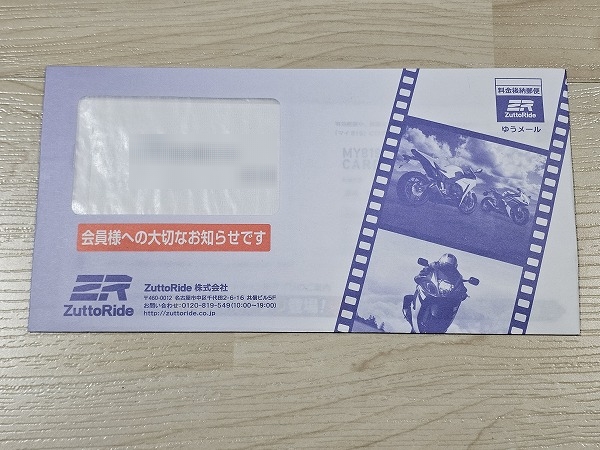 料金後納郵便
ZR
ZuttoRide
ゆうメール
会員様への大切なお知らせです
ZR
ZuttoRide
ZuttoRide 株式会社
〒460-0012 名古屋市中区千代田2-6-16 共優ビル5F
お問い合わせ:0120-819-549(10:00~19:00)
http://zuttoride.co.jp